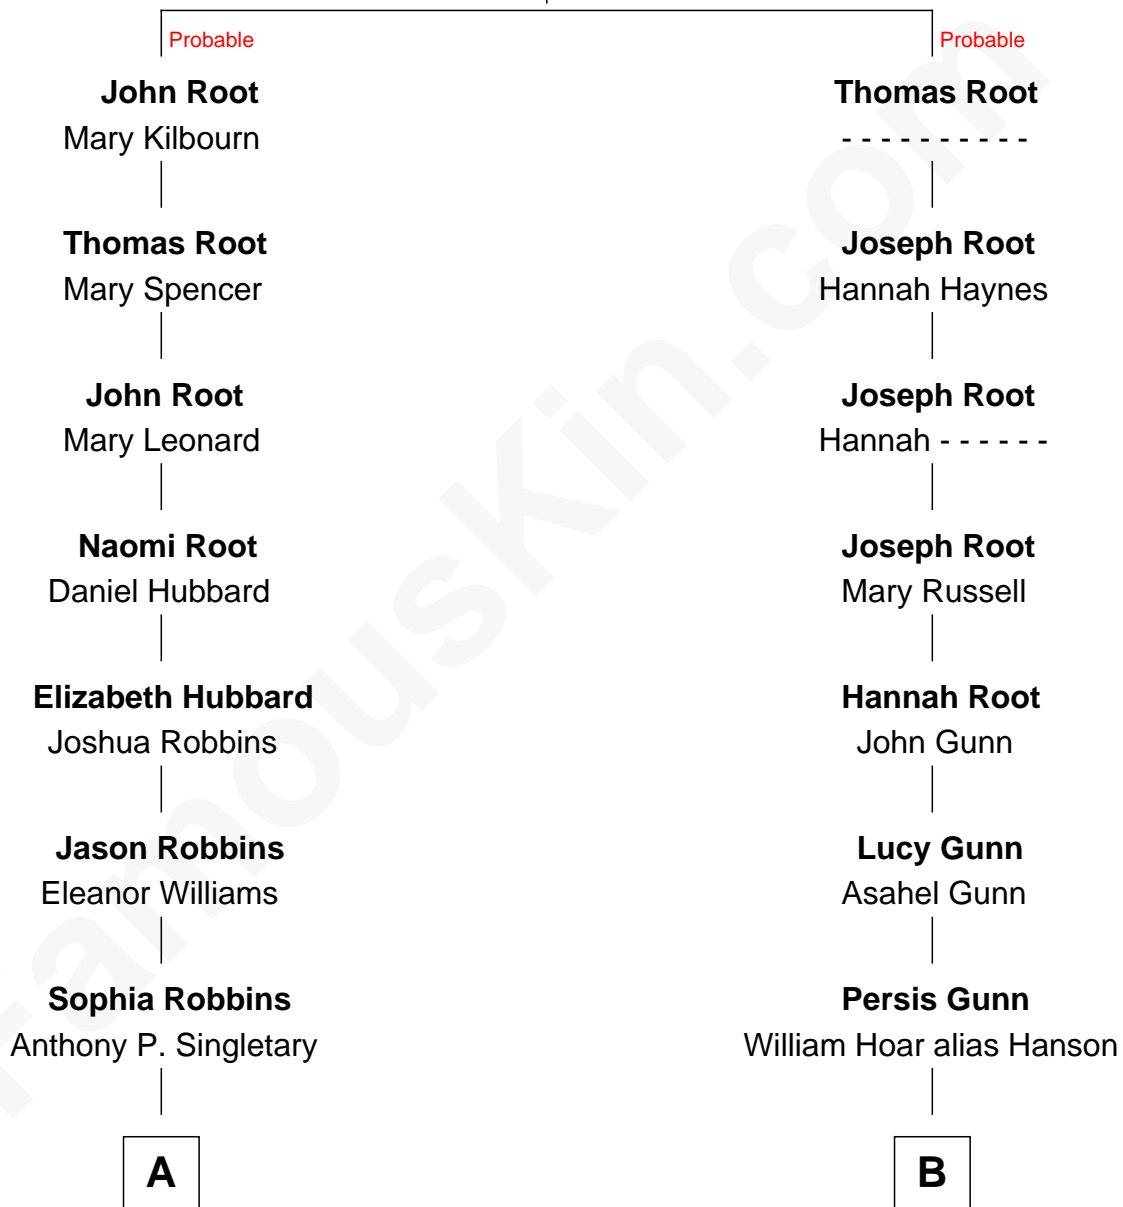 Probable Probable
John Root Thomas Root
Mary Kilbourn - - - - - - - - - -
Thomas Root Joseph Root
Mary Spencer Hannah Haynes
John Root Joseph Root
Mary Leonard Hannah - - - - - -
Naomi Root Joseph Root
Daniel Hubbard Mary Russell
Elizabeth Hubbard Hannah Root
Joshua Robbins John Gunn
Jason Robbins Lucy Gunn
Eleanor Williams Asahel Gunn
Sophia Robbins Persis Gunn
Anthony P. Singletary William Hoar alias Hanson
A B
FamousKin.com